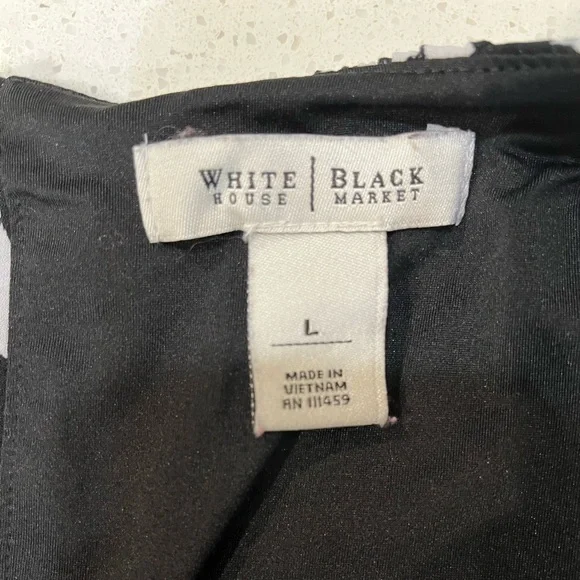 WHITE | BLACK
HOUSE | MARKET
L
MADE IN
VIETNAM
RN 111459